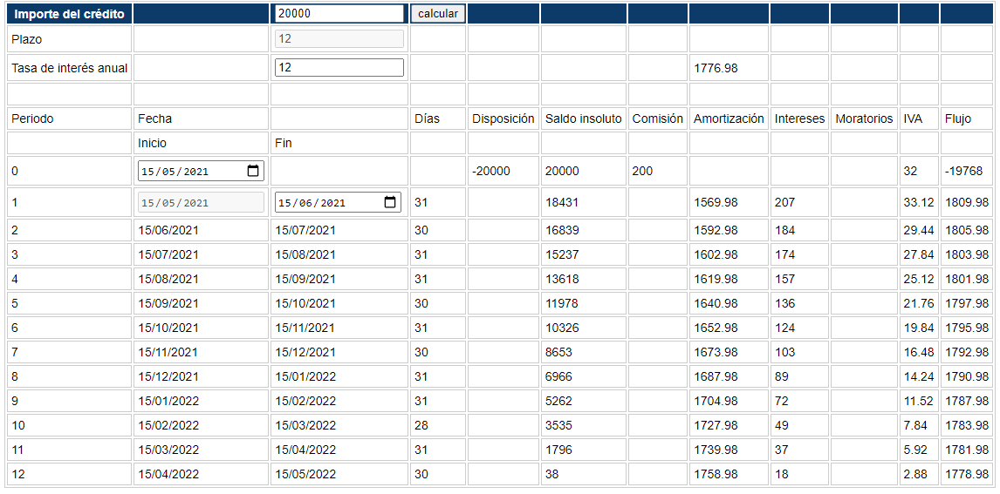 Importe del crédito 20000 calcular
Plazo 12
Tasa de interés anual 12 1776.98
Periodo Fecha Días Disposición Saldo insoluto Comisión Amortización Intereses Moratorios IVA Flujo
Inicio Fin
0 15/05/2021 -20000 20000 200 32 -19768
1 15/05/2021 15/06/2021 31 18431 1569.98 207 33.12 1809.98
2 15/06/2021 15/07/2021 30 16839 1592.98 184 29.44 1805.98
3 15/07/2021 15/08/2021 31 15237 1602.98 174 27.84 1803.98
4 15/08/2021 15/09/2021 31 13618 1619.98 157 25.12 1801.98
5 15/09/2021 15/10/2021 30 11978 1640.98 136 21.76 1797.98
6 15/10/2021 15/11/2021 31 10326 1652.98 124 19.84 1795.98
7 15/11/2021 15/12/2021 30 8653 1673.98 103 16.48 1792.98
8 15/12/2021 15/01/2022 31 6966 1687.98 89 14.24 1790.98
9 15/01/2022 15/02/2022 31 5262 1704.98 72 11.52 1787.98
10 15/02/2022 15/03/2022 28 3535 1727.98 49 7.84 1783.98
11 15/03/2022 15/04/2022 31 1796 1739.98 37 5.92 1781.98
12 15/04/2022 15/05/2022 30 38 1758.98 18 2.88 1778.98